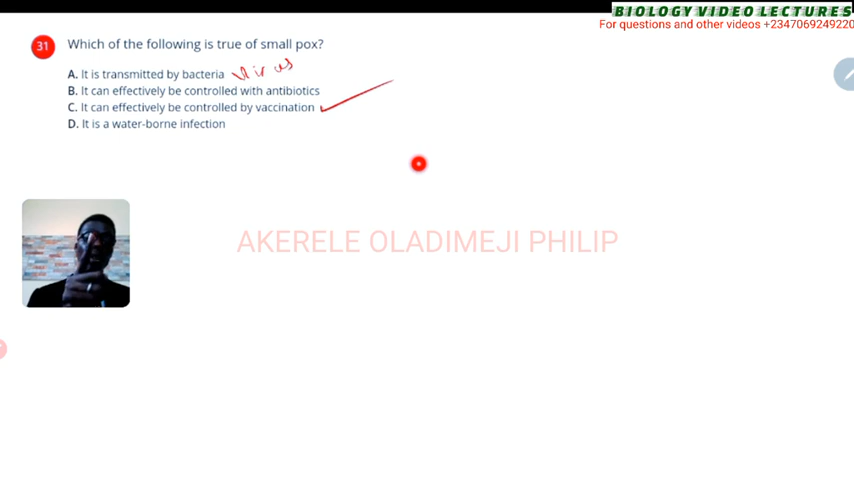 BIOLOGY VIDEO LECTURES
For questions and other videos +2347069249220
31 Which of the following is true of small pox?
A. It is transmitted by bacteria virus
B. It can effectively be controlled with antibiotics
C. It can effectively be controlled by vaccination
D. It is a water-borne infection
AKERELE OLADIMEJI PHILIP